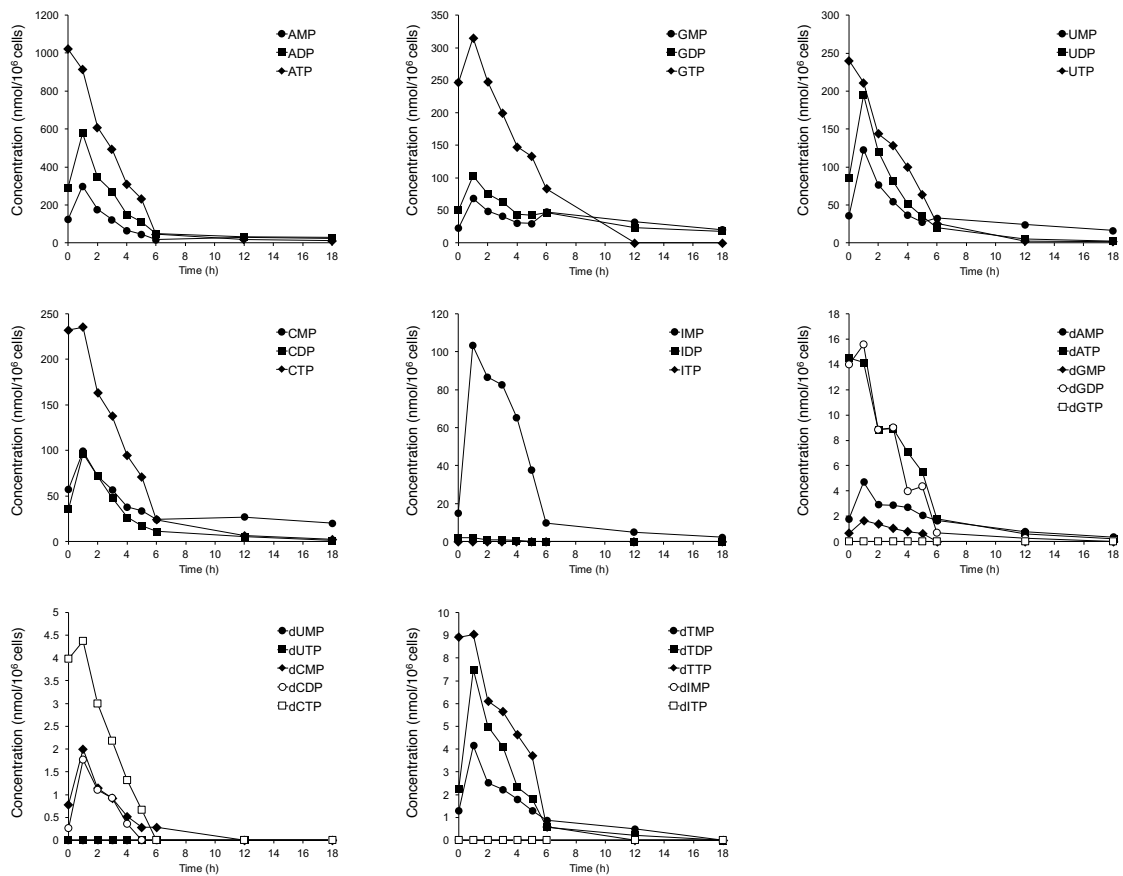 Concentration (nmol/10⁶ cells)
1200
1000
800
600
400
200
0
0 2 4 6 8 10 12 14 16 18
Time (h)
AMP
ADP
ATP
Concentration (nmol/10⁶ cells)
350
300
250
200
150
100
50
0
0 2 4 6 8 10 12 14 16 18
Time (h)
GMP
GDP
GTP
Concentration (nmol/10⁶ cells)
300
250
200
150
100
50
0
0 2 4 6 8 10 12 14 16 18
Time (h)
UMP
UDP
UTP
Concentration (nmol/10⁶ cells)
250
200
150
100
50
0
0 2 4 6 8 10 12 14 16 18
Time (h)
CMP
CDP
CTP
Concentration (nmol/10⁶ cells)
120
100
80
60
40
20
0
0 2 4 6 8 10 12 14 16 18
Time (h)
IMP
IDP
ITP
Concentration (nmol/10⁶ cells)
18
16
14
12
10
8
6
4
2
0
0 2 4 6 8 10 12 14 16 18
Time (h)
dAMP
dATP
dGMP
dGDP
dGTP
Concentration (nmol/10⁶ cells)
5
4.5
4
3.5
3
2.5
2
1.5
1
0.5
0
0 2 4 6 8 10 12 14 16 18
Time (h)
dUMP
dUTP
dCMP
dCDP
dCTP
Concentration (nmol/10⁶ cells)
10
9
8
7
6
5
4
3
2
1
0
0 2 4 6 8 10 12 14 16 18
Time (h)
dTMP
dTDP
dTTP
dIMP
dITP